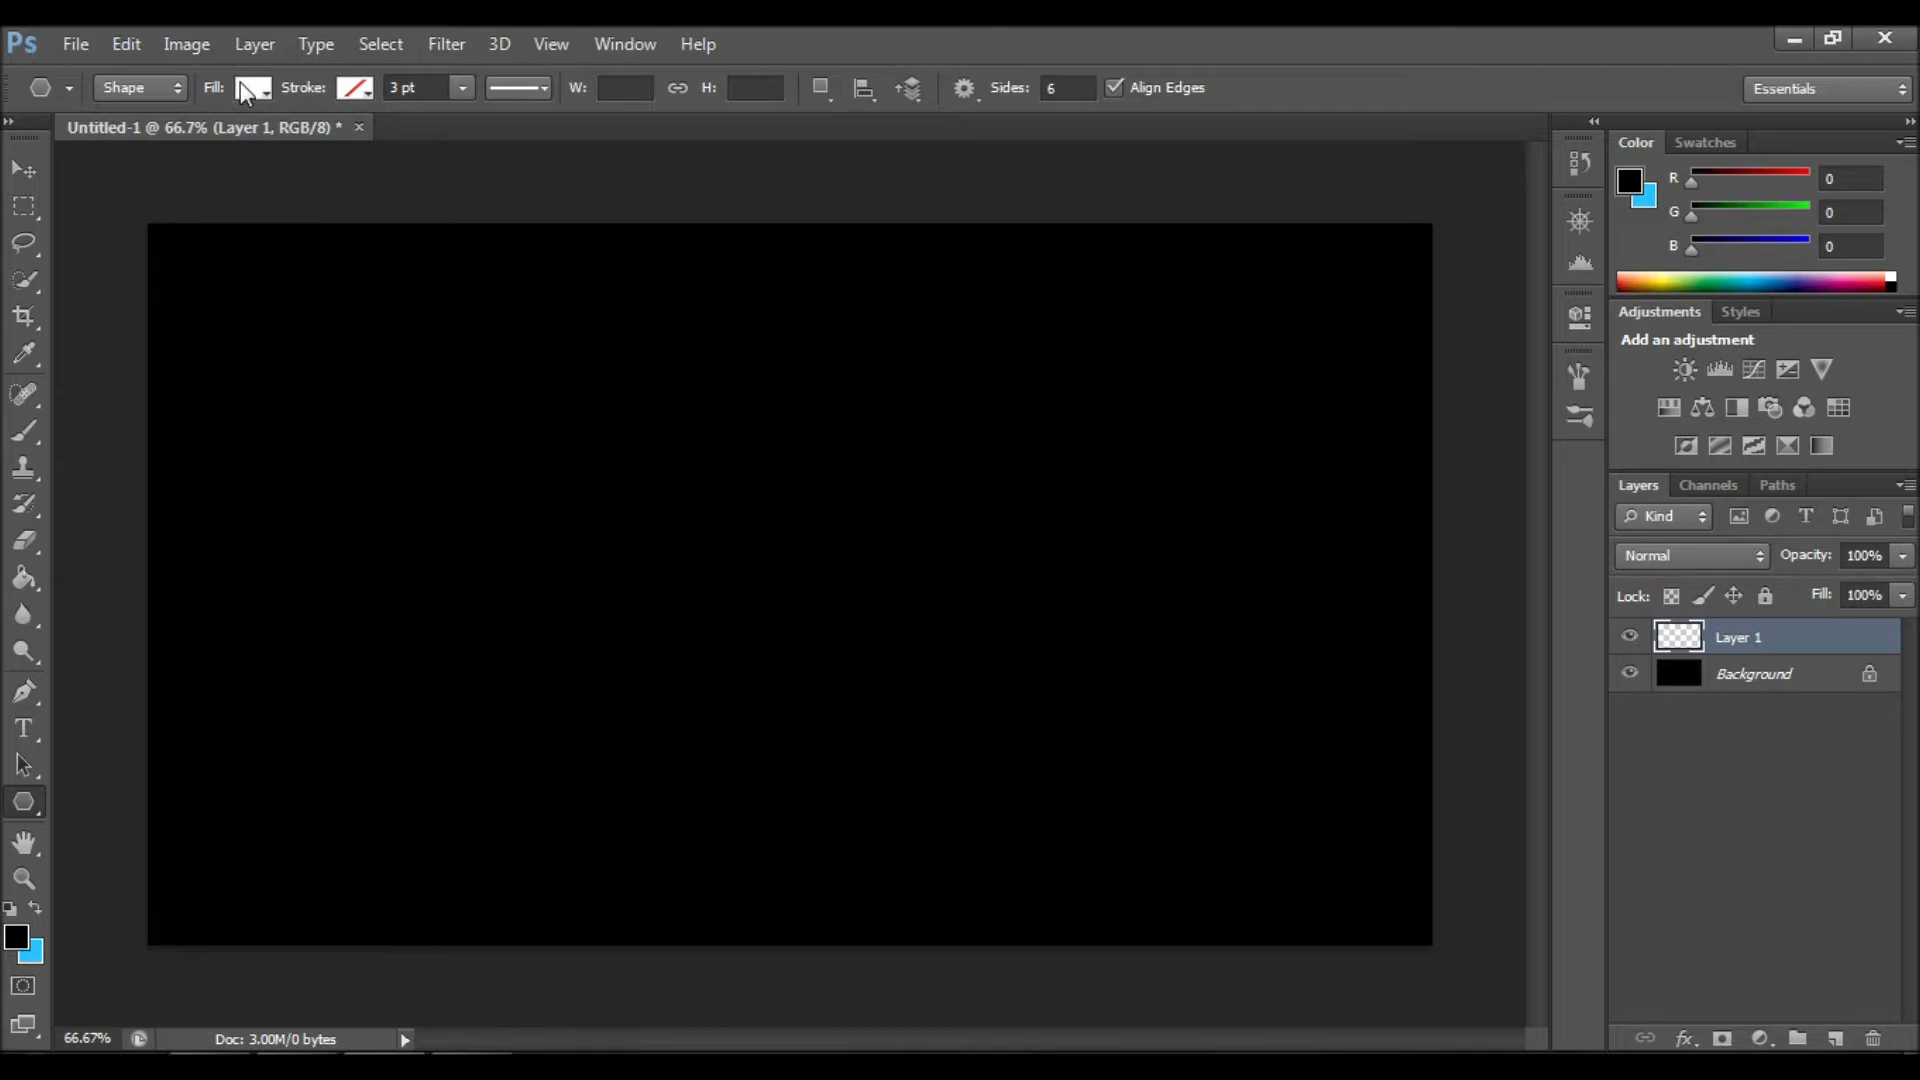 Ps File Edit Image Layer Type Select Filter 3D View Window Help
Shape Fill: Stroke: 3 pt W: H: Sides: 6 Align Edges Essentials
Untitled-1 @ 66.7% (Layer 1, RGB/8) * ×
Color Swatches
R 0
G 0
B 0
Adjustments Styles
Add an adjustment
Layers Channels Paths
Kind
Normal Opacity: 100%
Lock: Fill: 100%
Layer 1
Background
66.67% Doc: 3.00M/0 bytes